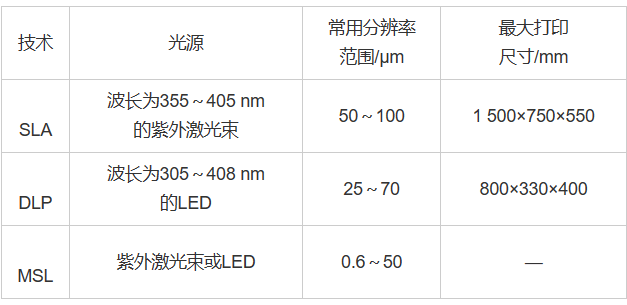 技术 光源 常用分辨率 最大打印
范围/μm 尺寸/mm
SLA 波长为355～405 nm 50～100 1 500×750×550
的紫外激光束
DLP 波长为305～408 nm 25～70 800×330×400
的LED
MSL 紫外激光束或LED 0.6～50 —